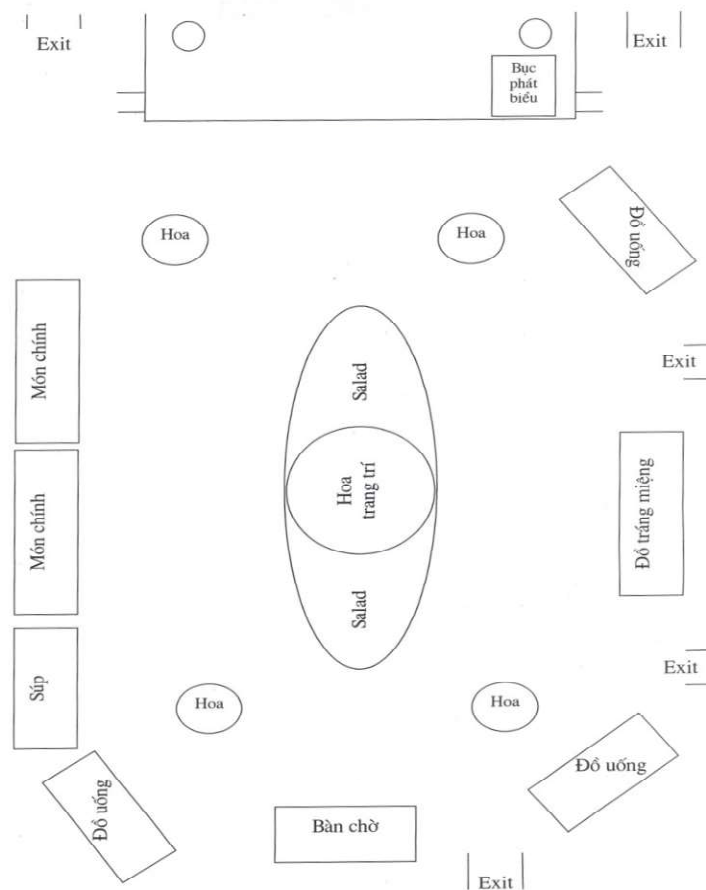 Exit
Exit
Bục
phát
biểu
Hoa
Hoa
Đồ uống
Món chính
Salad
Exit
Món chính
Hoa
trang trí
Đồ tráng miệng
Salad
Súp
Exit
Hoa
Hoa
Đồ uống
Đồ uống
Bàn chờ
Exit